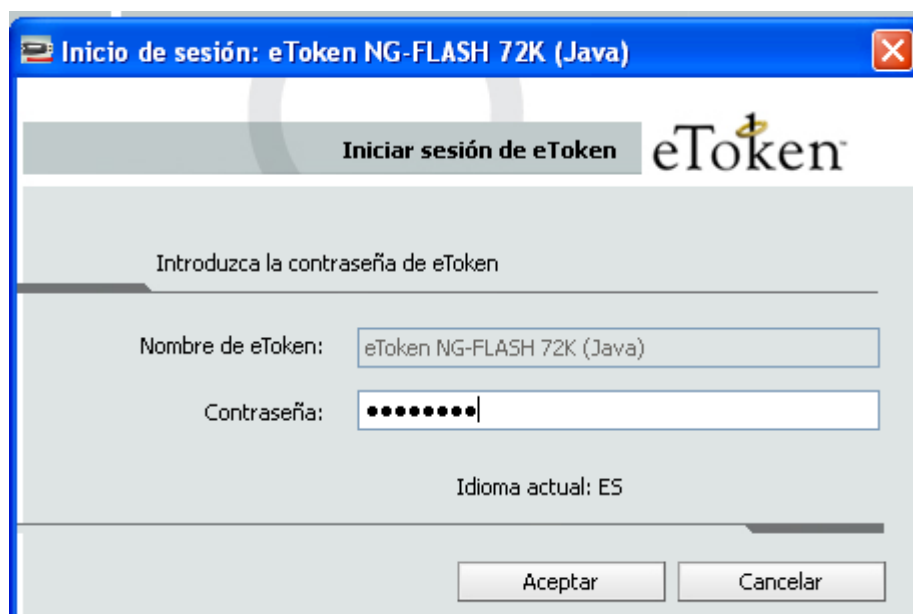 Inicio de sesión: eToken NG-FLASH 72K (Java)
Iniciar sesión de eToken
eToken™
Introduzca la contraseña de eToken
Nombre de eToken:
eToken NG-FLASH 72K (Java)
Contraseña:
●●●●●●●●
Idioma actual: ES
Aceptar
Cancelar